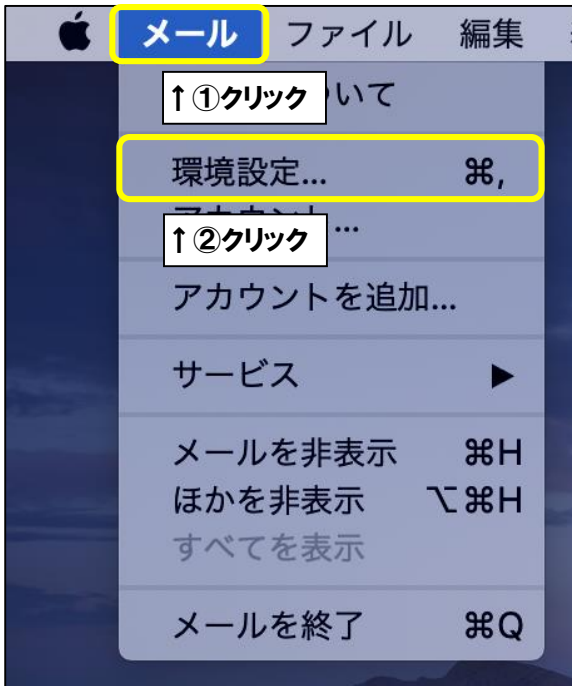 メール ファイル 編集
↑①クリック いて
環境設定... ⌘,
↑②クリック ...
アカウントを追加...
サービス ▶
メールを非表示 ⌘H
ほかを非表示 ⌥⌘H
すべてを表示
メールを終了 ⌘Q